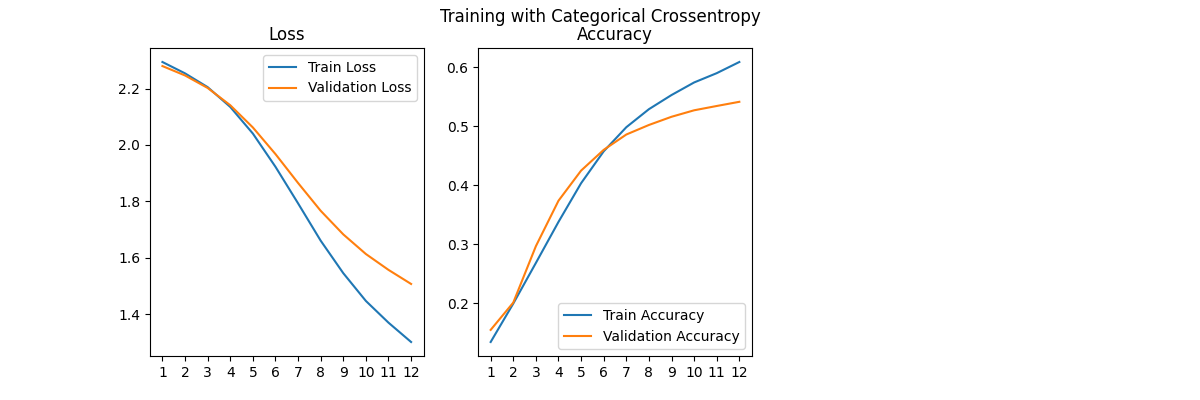 Training with Categorical Crossentropy
Loss
Train Loss
Validation Loss
2.2
2.0
1.8
1.6
1.4
1 2 3 4 5 6 7 8 9 10 11 12
Accuracy
0.6
0.5
0.4
0.3
0.2
Train Accuracy
Validation Accuracy
1 2 3 4 5 6 7 8 9 10 11 12